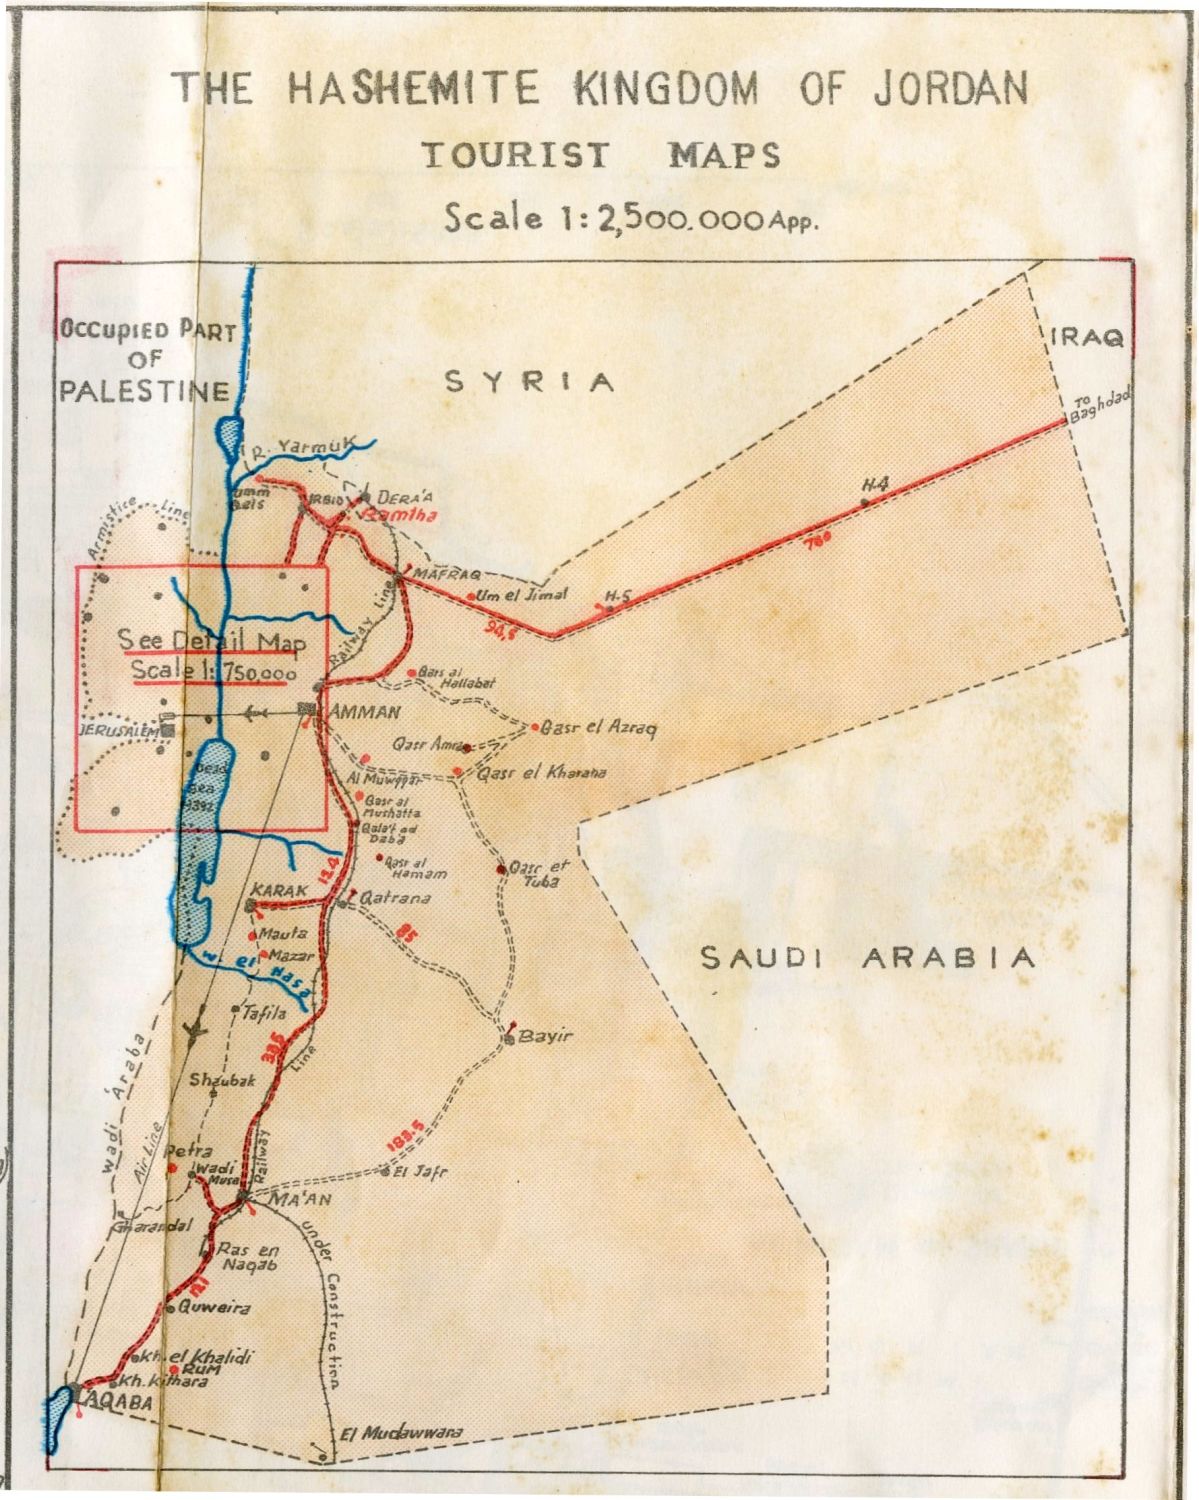 THE HASHEMITE KINGDOM OF JORDAN
TOURIST MAPS
Scale 1:2,500.000 App.
OCCUPIED PART
OF
PALESTINE
SYRIA
IRAQ
TO
Baghdad
R. Yarmuk
Umm
Qeis
IRBID
DERA'A
Ramtha
H.4
Armistice Line
MAFRAQ
Um el Jimal
H-5
94,5
Railway Line
See Detail Map
Scale 1:750,000
Qars al
Hallabat
AMMAN
JERUSALEM
Qasr el Azraq
Qasr Amra
Qasr el Kharana
Al Muwqqar
Dead
Sea
Qasr al
Mushatta
Qala't ad
Daba
Qasr al
Hamam
Qasr et
Tuba
124
KARAK
Qatrana
Mauta
85
Mazar
W. el Hasa
SAUDI ARABIA
Tafila
Bayir
335
Line
Wadi 'Araba
Shaubak
Air Line
183.5
Petra
Wadi
Musa
Railway
El Jafr
MA'AN
Gharandal
under Construction
Ras en
Naqab
121
Quweira
Kh. el Khalidi
RUM
Kh. Kithara
AQABA
El Mudawwara